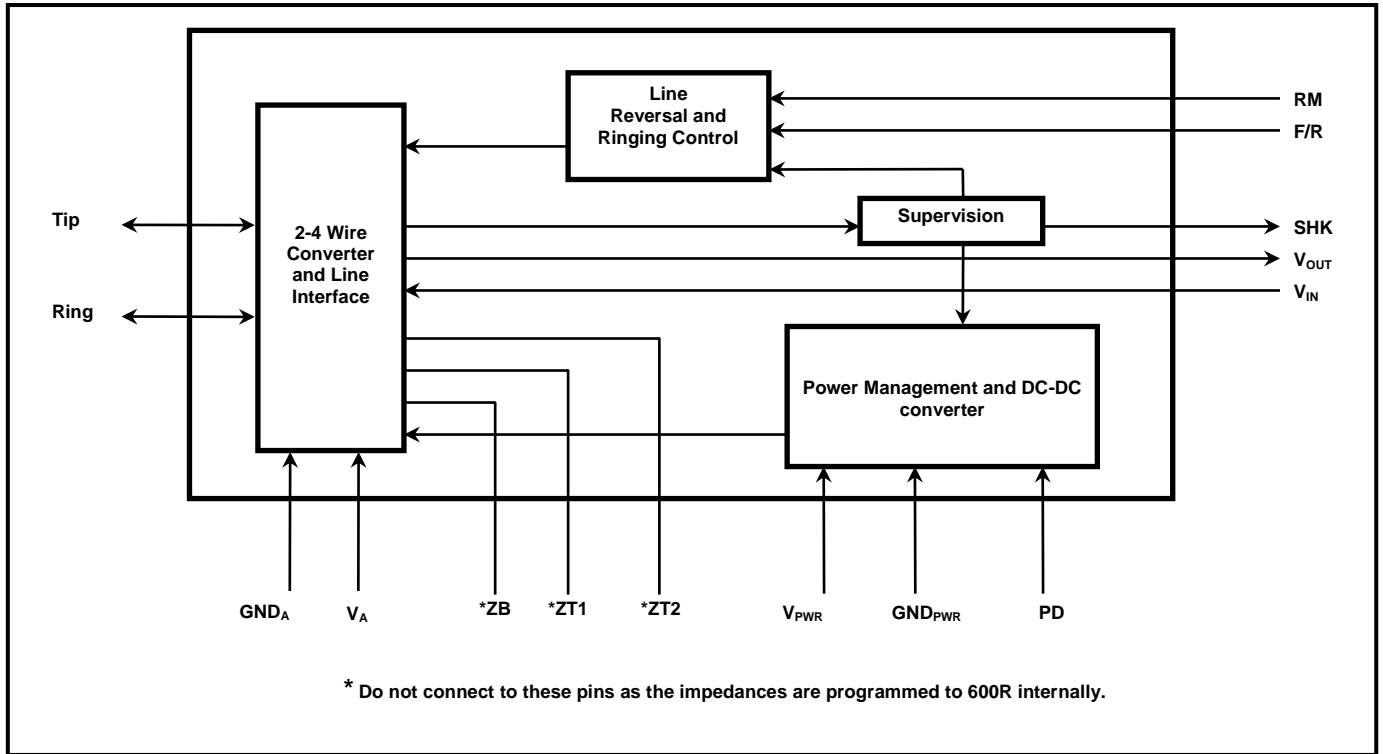 Line
Reversal and
Ringing Control
RM
F/R
Tip
Ring
2-4 Wire
Converter
and Line
Interface
Supervision
SHK
VOUT
VIN
Power Management and DC-DC
converter
GNDA
VA
*ZB
*ZT1
*ZT2
VPWR
GNDPWR
PD
* Do not connect to these pins as the impedances are programmed to 600R internally.